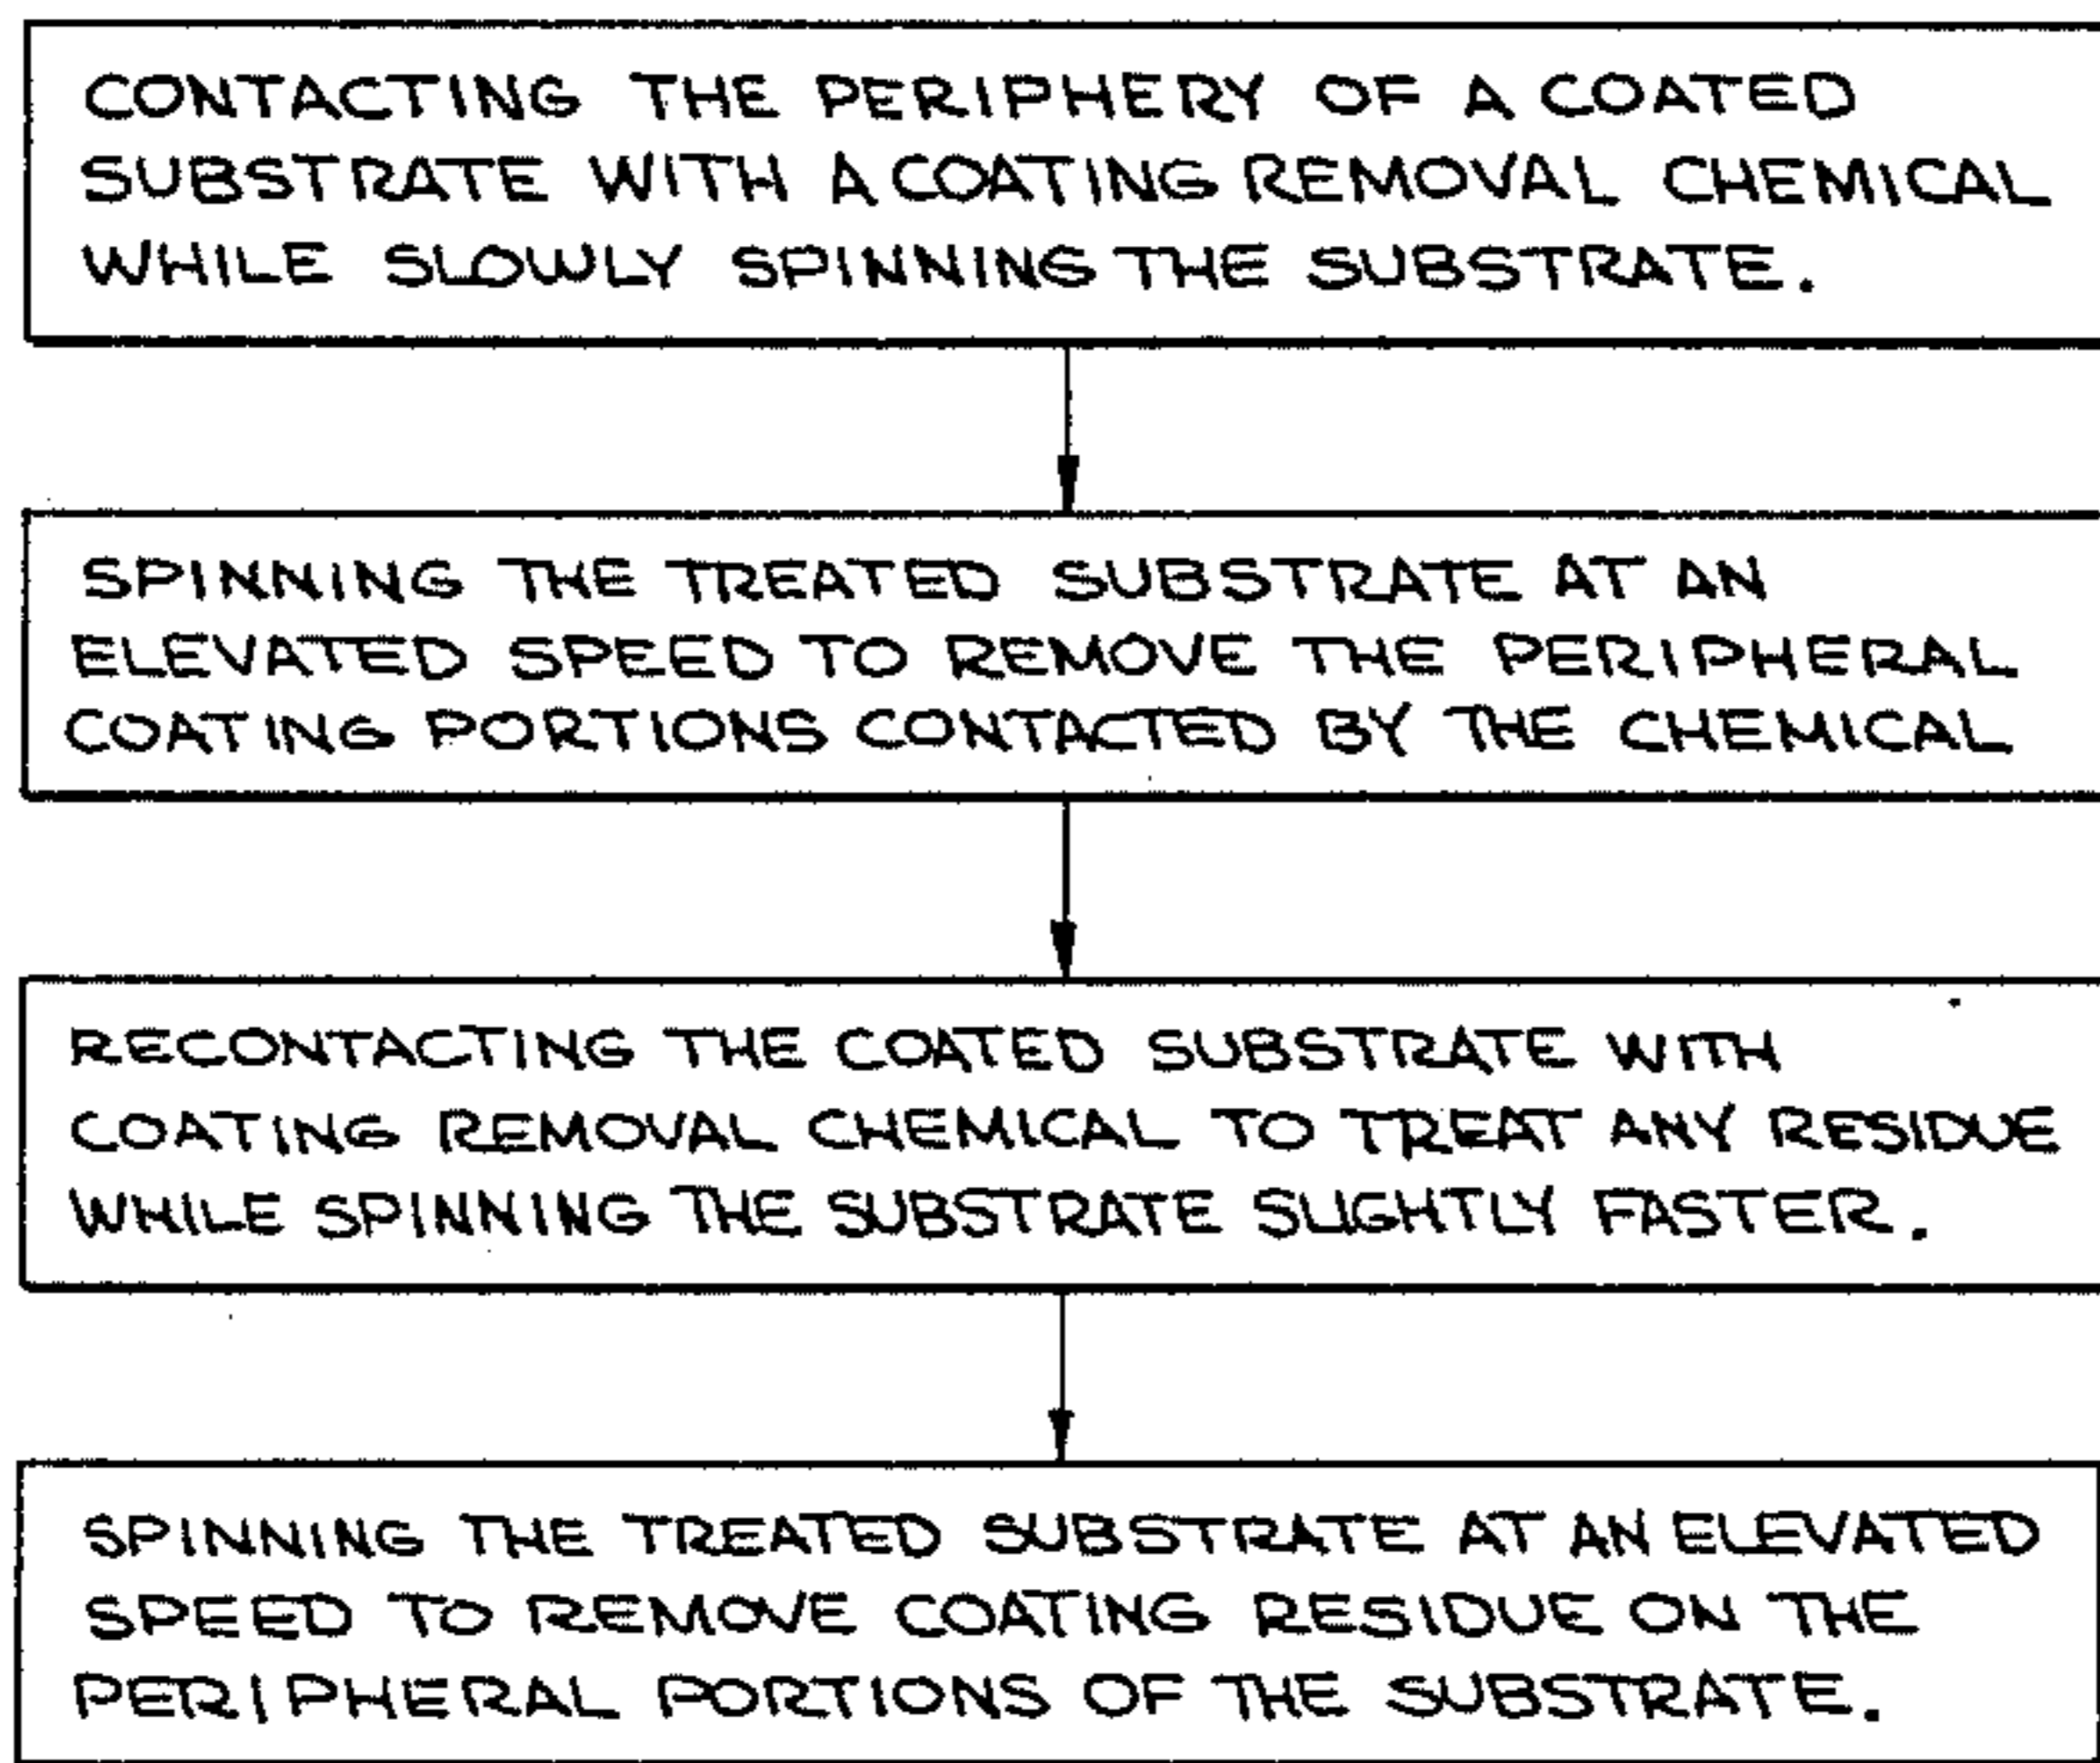 CONTACTING THE PERIPHERY OF A COATED
SUBSTRATE WITH A COATING REMOVAL CHEMICAL
WHILE SLOWLY SPINNING THE SUBSTRATE.
SPINNING THE TREATED SUBSTRATE AT AN
ELEVATED SPEED TO REMOVE THE PERIPHERAL
COATING PORTIONS CONTACTED BY THE CHEMICAL
RECONTACTING THE COATED SUBSTRATE WITH
COATING REMOVAL CHEMICAL TO TREAT ANY RESIDUE
WHILE SPINNING THE SUBSTRATE SLIGHTLY FASTER.
SPINNING THE TREATED SUBSTRATE AT AN ELEVATED
SPEED TO REMOVE COATING RESIDUE ON THE
PERIPHERAL PORTIONS OF THE SUBSTRATE.